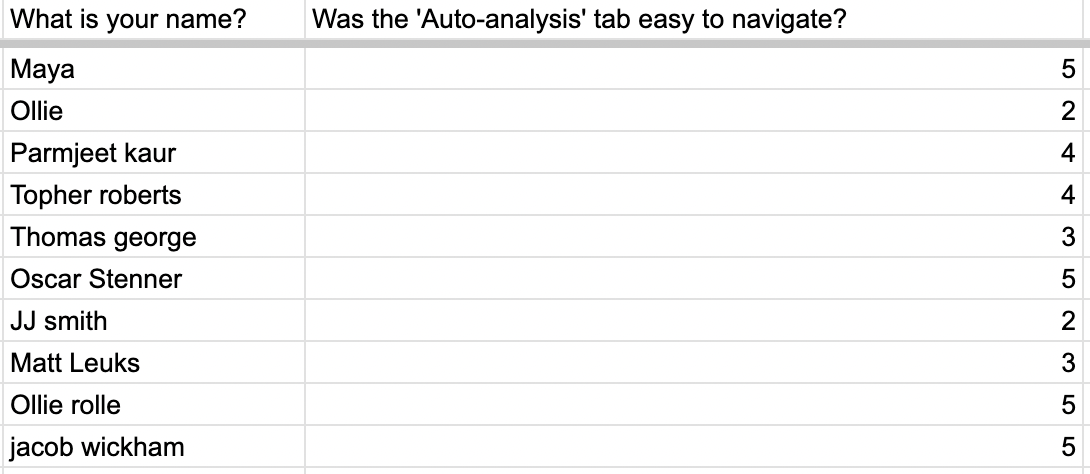 What is your name? Was the 'Auto-analysis' tab easy to navigate?
Maya 5
Ollie 2
Parmjeet kaur 4
Topher roberts 4
Thomas george 3
Oscar Stenner 5
JJ smith 2
Matt Leuks 3
Ollie rolle 5
jacob wickham 5